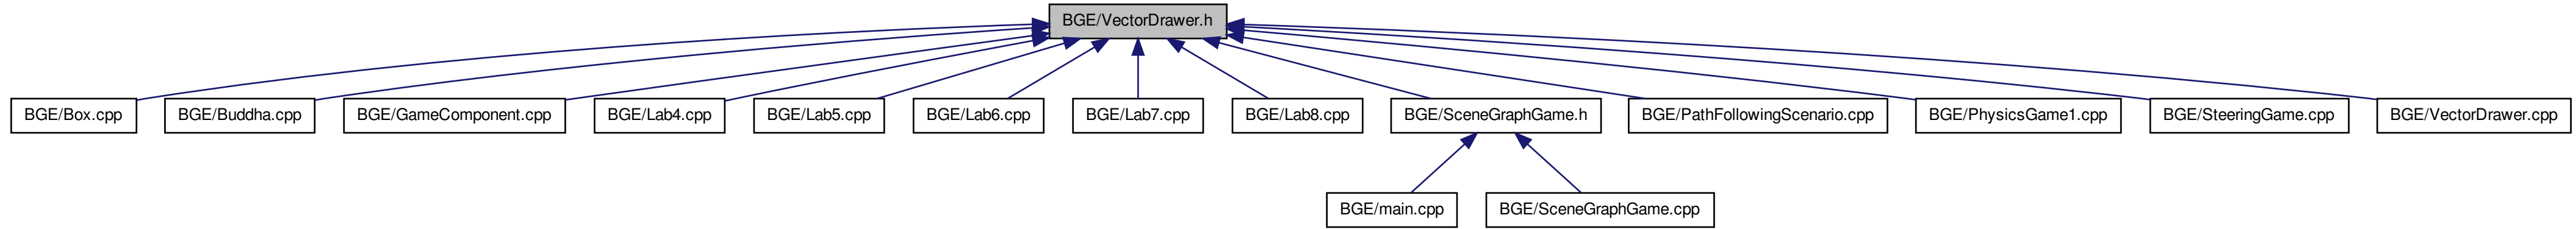 BGE/VectorDrawer.h
BGE/Box.cpp
BGE/Buddha.cpp
BGE/GameComponent.cpp
BGE/Lab4.cpp
BGE/Lab5.cpp
BGE/Lab6.cpp
BGE/Lab7.cpp
BGE/Lab8.cpp
BGE/SceneGraphGame.h
BGE/PathFollowingScenario.cpp
BGE/PhysicsGame1.cpp
BGE/SteeringGame.cpp
BGE/VectorDrawer.cpp
BGE/main.cpp
BGE/SceneGraphGame.cpp